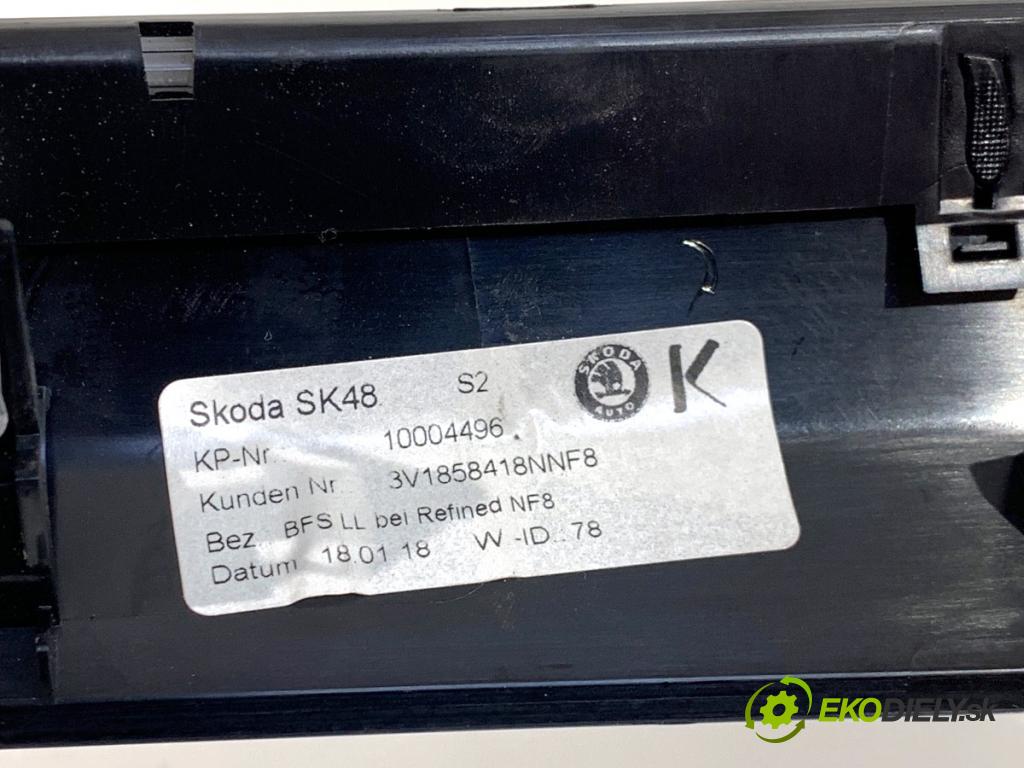 Skoda SK48 S2
SKODA
AUTO
K
KP-Nr.: 10004496
Kunden Nr.: 3V1858418NNF8
Bez.: BFS LL bei Refined NF8
Datum 18.01.18 W-ID.: 78
EKODIELY.sk